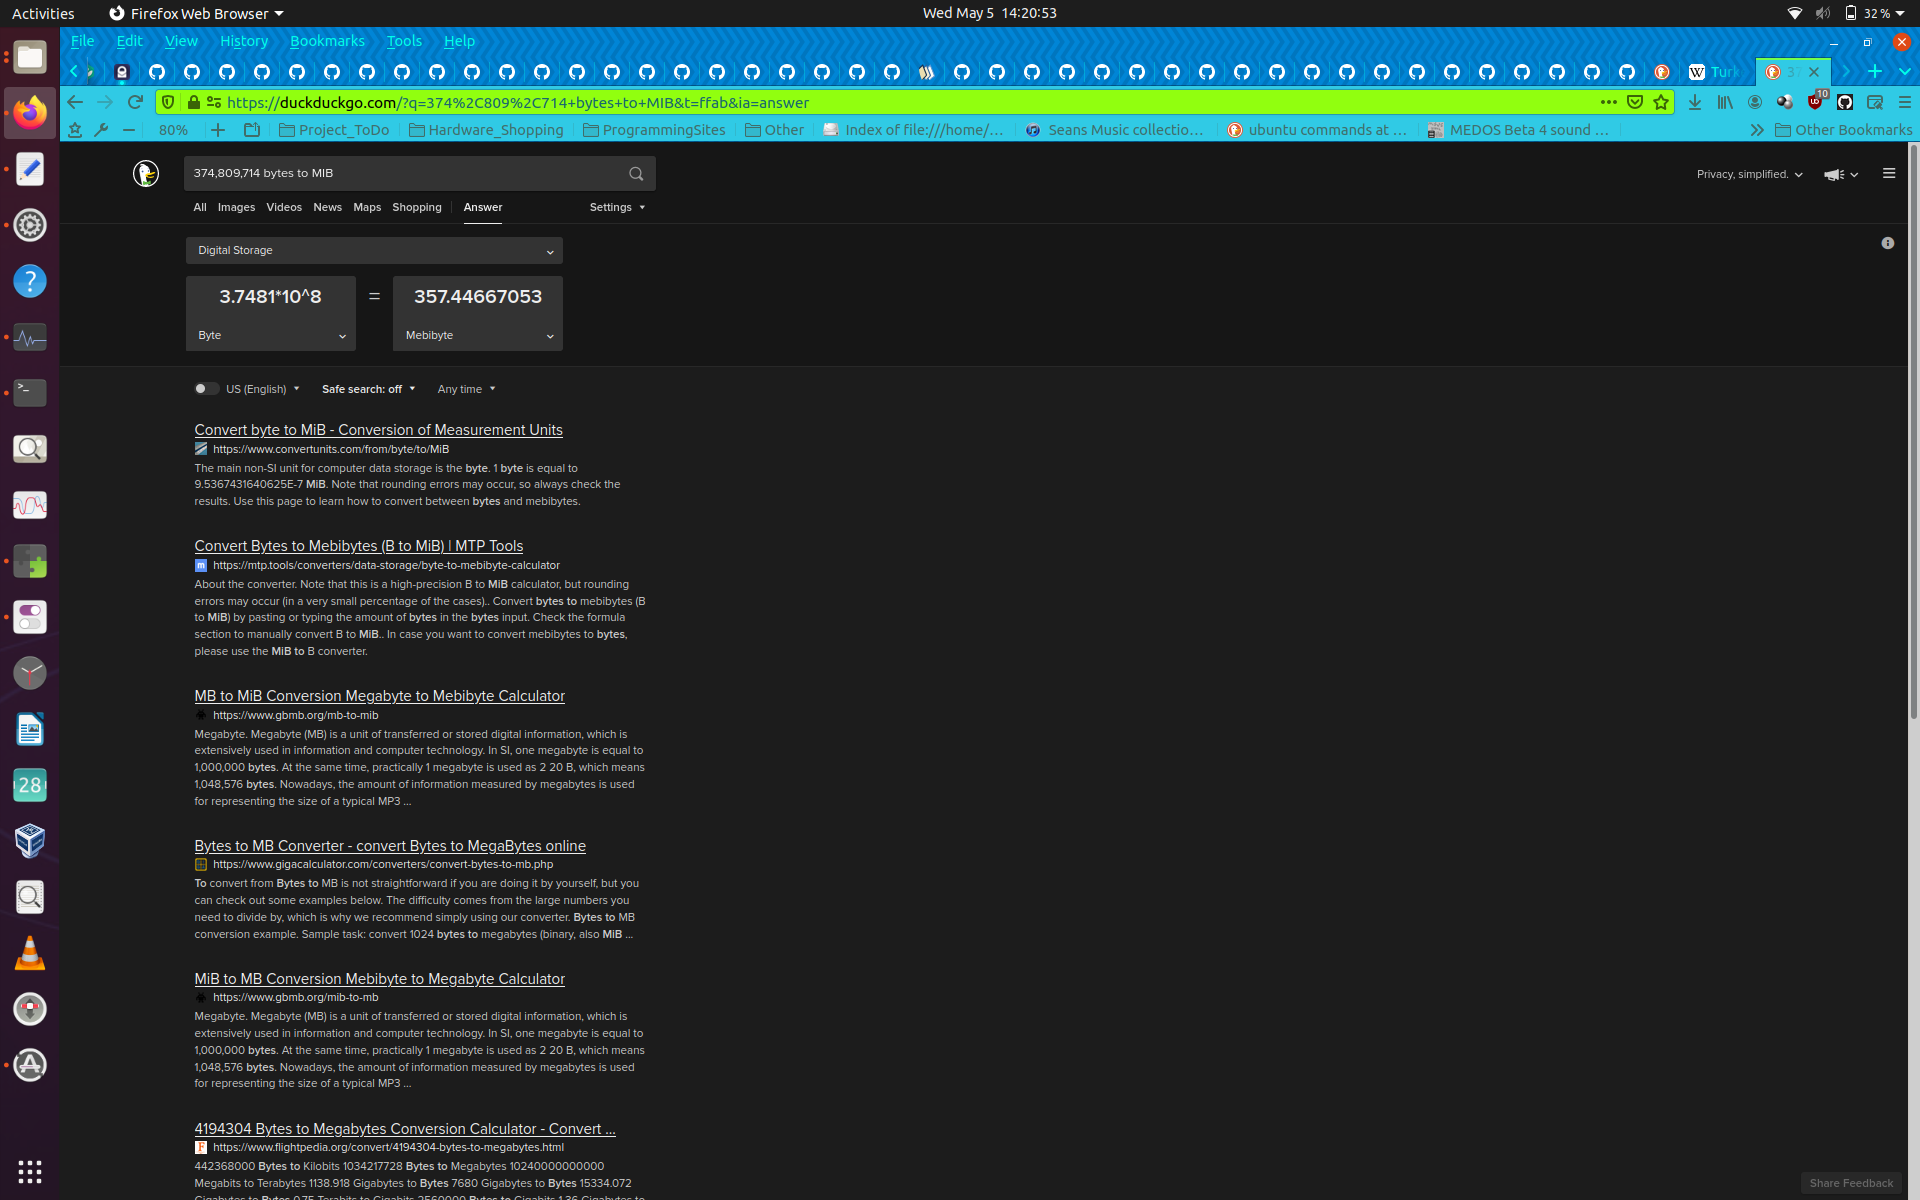 Activities Firefox Web Browser Wed May 5 14:20:53 32 %
File Edit View History Bookmarks Tools Help
W
https://duckduckgo.com/?q=374%2C809%2C714+bytes+to+MIB&t=ffab&ia=answer 10
80% Project_ToDo Hardware_Shopping ProgrammingSites Other Index of file:///home/... Seans Music collectio... ubuntu commands at ... MEDOS Beta 4 sound ... Other Bookmarks
374,809,714 bytes to MIB
Privacy, simplified.
All Images Videos News Maps Shopping Answer Settings
Digital Storage
3.7481*10^8 = 357.44667053
Byte Mebibyte
US (English) Safe search: off Any time
Convert byte to MiB - Conversion of Measurement Units
https://www.convertunits.com/from/byte/to/MiB
The main non-SI unit for computer data storage is the byte. 1 byte is equal to
9.5367431640625E-7 MiB. Note that rounding errors may occur, so always check the
results. Use this page to learn how to convert between bytes and mebibytes.
Convert Bytes to Mebibytes (B to MiB) | MTP Tools
m https://mtp.tools/converters/data-storage/byte-to-mebibyte-calculator
About the converter. Note that this is a high-precision B to MiB calculator, but rounding
errors may occur (in a very small percentage of the cases).. Convert bytes to mebibytes (B
to MiB) by pasting or typing the amount of bytes in the bytes input. Check the formula
section to manually convert B to MiB.. In case you want to convert mebibytes to bytes,
please use the MiB to B converter.
MB to MiB Conversion Megabyte to Mebibyte Calculator
https://www.gbmb.org/mb-to-mib
Megabyte. Megabyte (MB) is a unit of transferred or stored digital information, which is
extensively used in information and computer technology. In SI, one megabyte is equal to
1,000,000 bytes. At the same time, practically 1 megabyte is used as 2 20 B, which means
1,048,576 bytes. Nowadays, the amount of information measured by megabytes is used
for representing the size of a typical MP3 ...
28
Bytes to MB Converter - convert Bytes to MegaBytes online
https://www.gigacalculator.com/converters/convert-bytes-to-mb.php
To convert from Bytes to MB is not straightforward if you are doing it by yourself, but you
can check out some examples below. The difficulty comes from the large numbers you
need to divide by, which is why we recommend simply using our converter. Bytes to MB
conversion example. Sample task: convert 1024 bytes to megabytes (binary, also MiB ...
MiB to MB Conversion Mebibyte to Megabyte Calculator
https://www.gbmb.org/mib-to-mb
Megabyte. Megabyte (MB) is a unit of transferred or stored digital information, which is
extensively used in information and computer technology. In SI, one megabyte is equal to
1,000,000 bytes. At the same time, practically 1 megabyte is used as 2 20 B, which means
1,048,576 bytes. Nowadays, the amount of information measured by megabytes is used
for representing the size of a typical MP3 ...
4194304 Bytes to Megabytes Conversion Calculator - Convert ...
F https://www.flightpedia.org/convert/4194304-bytes-to-megabytes.html
442368000 Bytes to Kilobits 1034217728 Bytes to Megabytes 10240000000000
Megabits to Terabytes 1138.918 Gigabytes to Bytes 7680 Gigabytes to Bytes 15334.072
Share Feedback